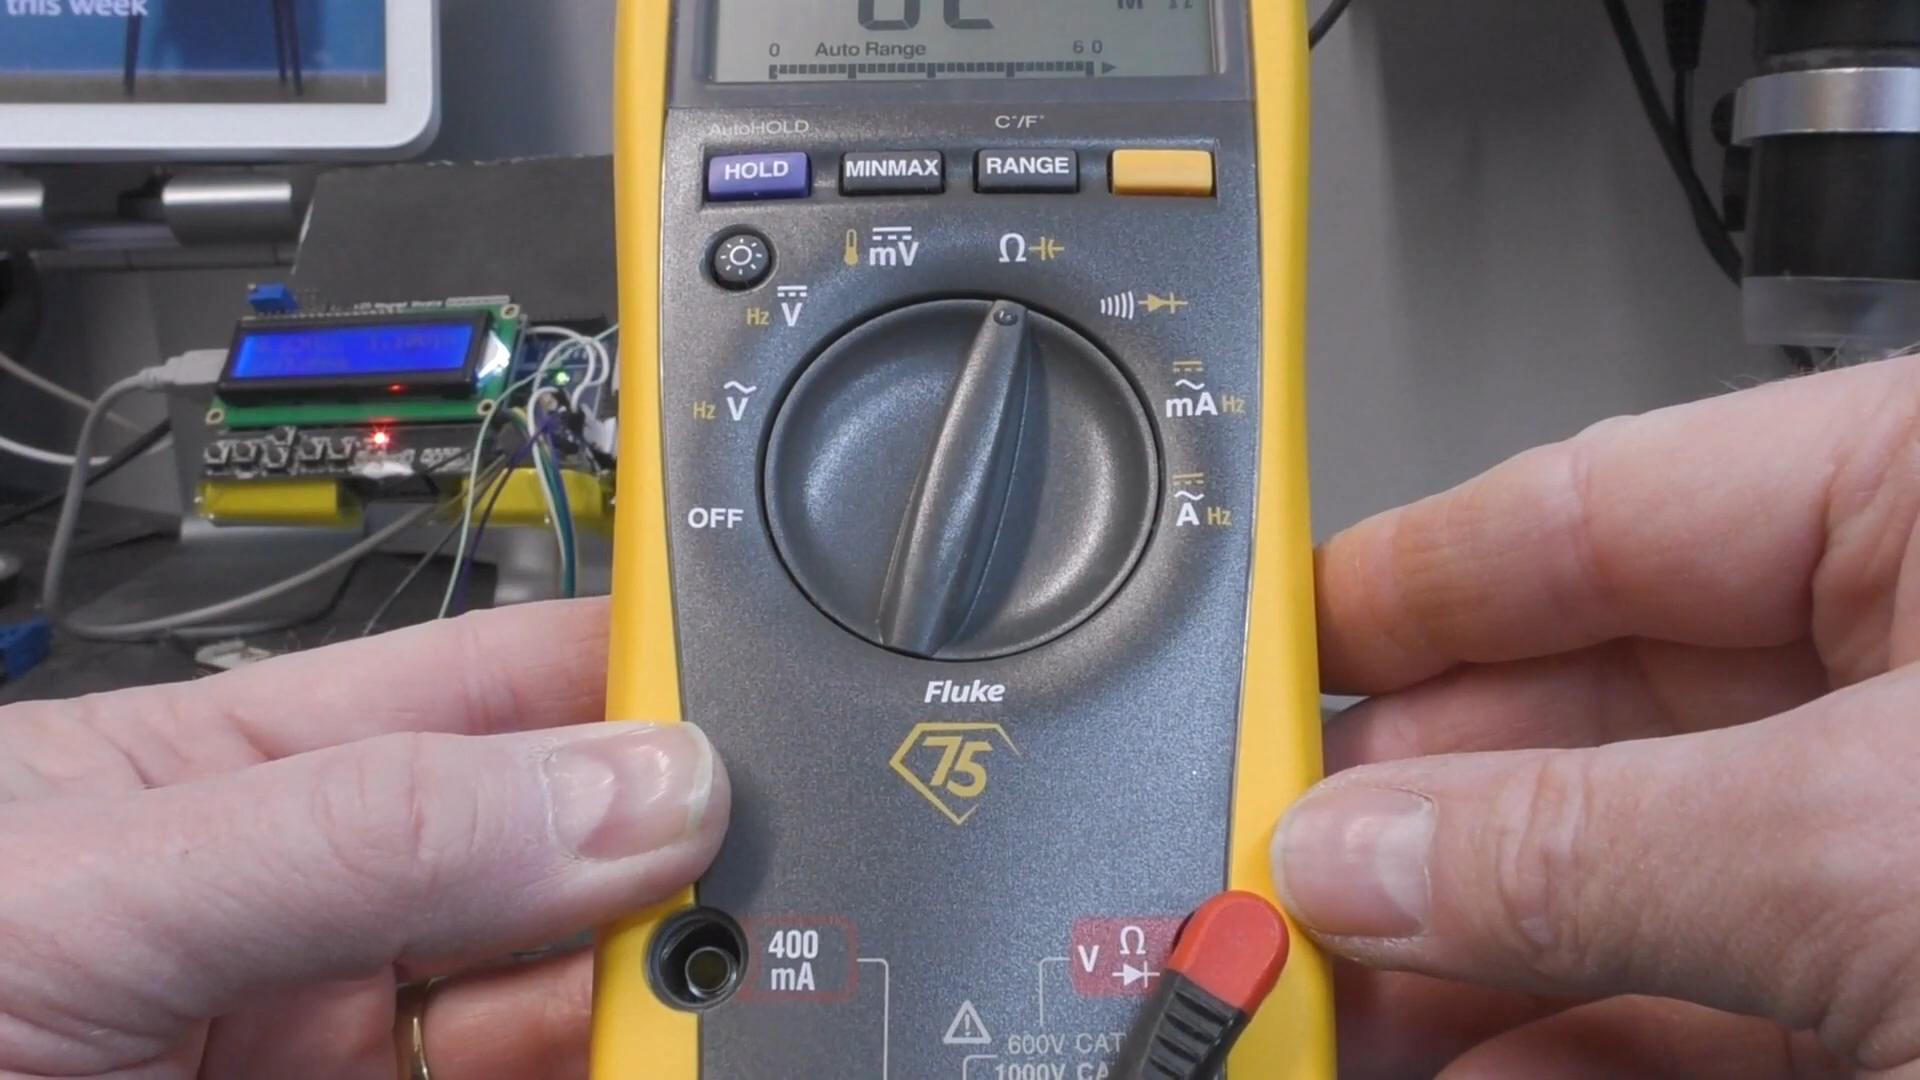 this week
0 Auto Range 60
AutoHOLD C°/F°
HOLD MINMAX RANGE
mV Ω
Hz V
Hz V
mA Hz
OFF
A Hz
Fluke
75
400
mA
V Ω
600V CAT
1000V CA